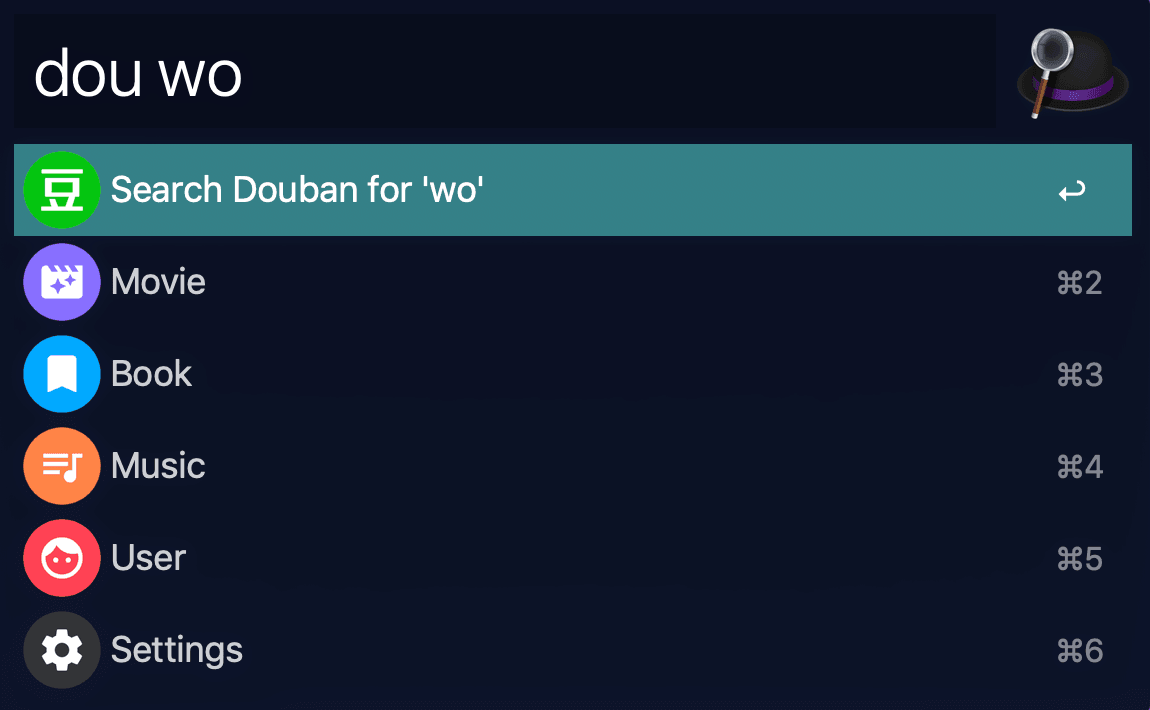 dou wo
豆 Search Douban for 'wo' ↩
Movie ⌘2
Book ⌘3
Music ⌘4
User ⌘5
Settings ⌘6